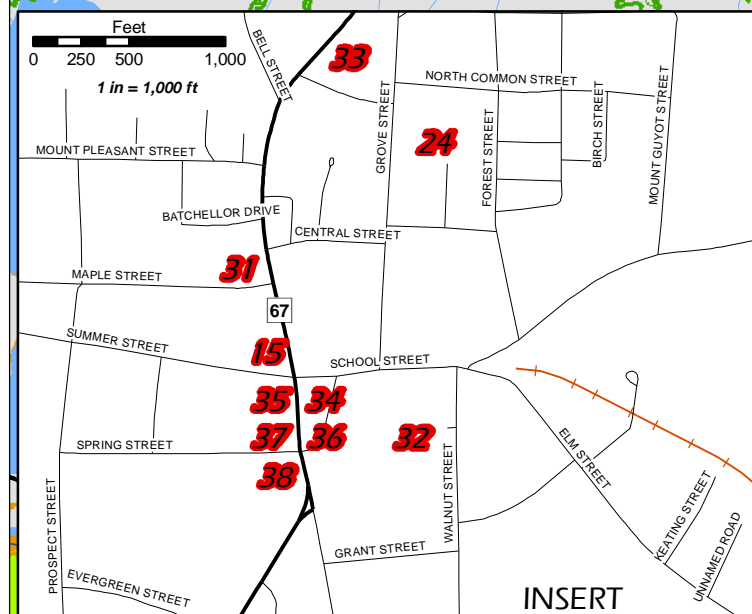 Feet
0 250 500 1,000
1 in = 1,000 ft
BELL STREET
33
NORTH COMMON STREET
GROVE STREET
24
FOREST STREET
BIRCH STREET
MOUNT GUYOT STREET
MOUNT PLEASANT STREET
BATCHELLOR DRIVE
CENTRAL STREET
31
MAPLE STREET
67
SUMMER STREET
15
SCHOOL STREET
35
34
37
36
32
SPRING STREET
38
WALNUT STREET
ELM STREET
PROSPECT STREET
KEATING STREET
UNNAMED ROAD
GRANT STREET
EVERGREEN STREET
INSERT